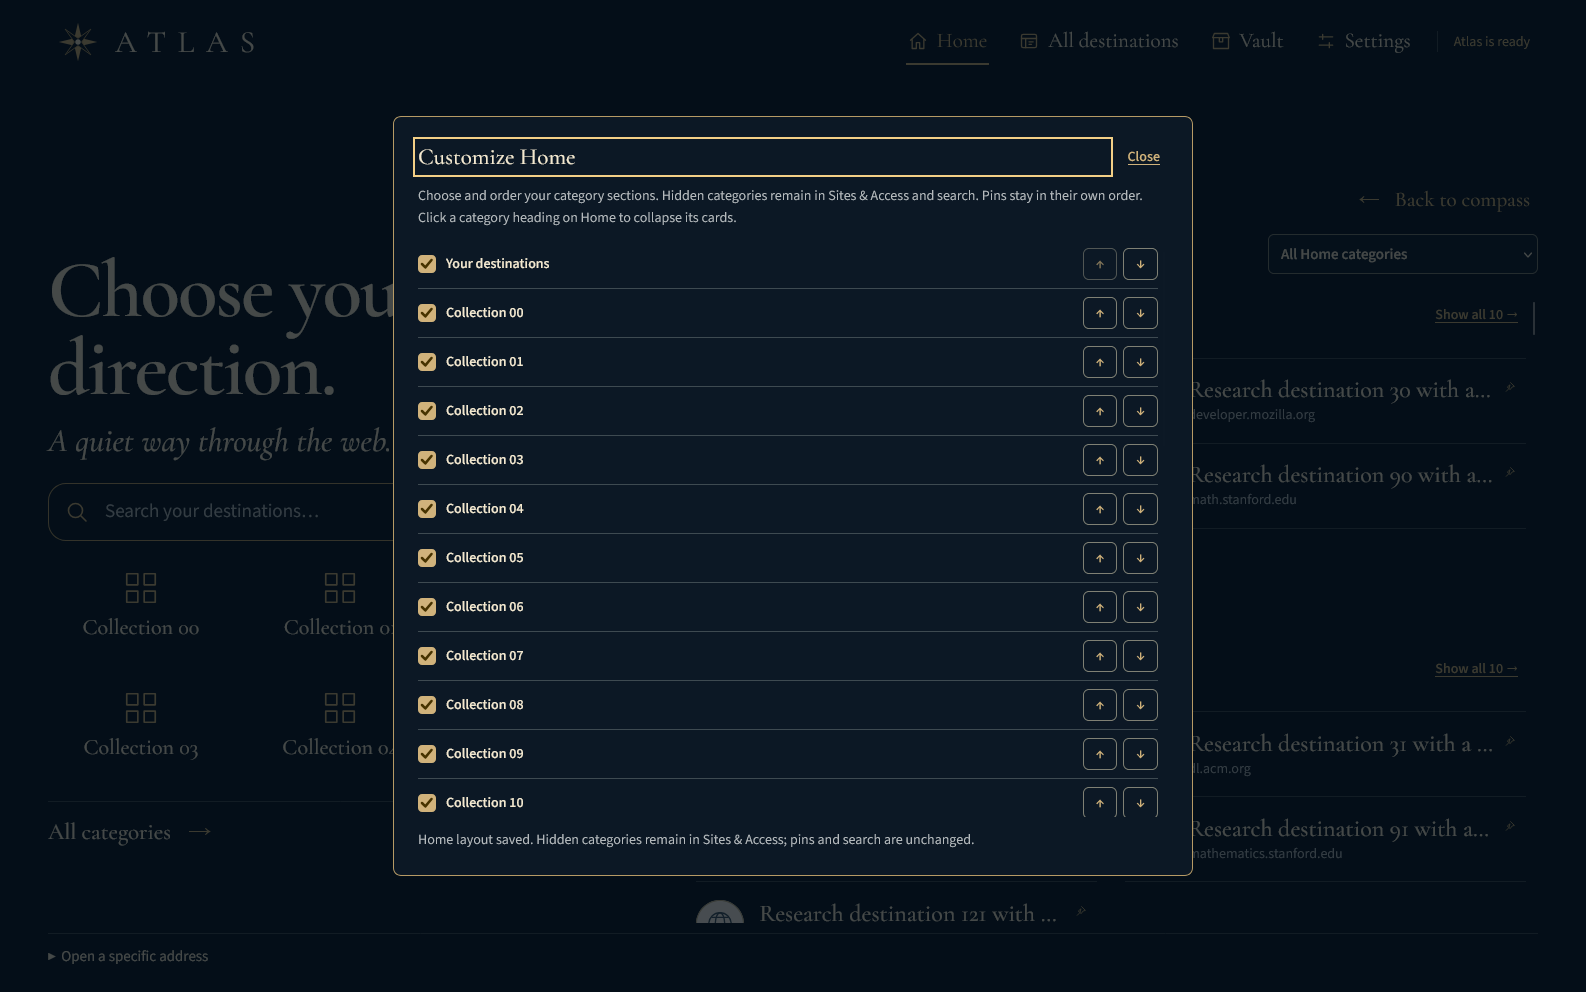 ATLAS
Home
All destinations
Vault
Settings
Atlas is ready
Customize Home
Close
Choose and order your category sections. Hidden categories remain in Sites & Access and search. Pins stay in their own order.
Click a category heading on Home to collapse its cards.
Your destinations
Collection 00
Collection 01
Collection 02
Collection 03
Collection 04
Collection 05
Collection 06
Collection 07
Collection 08
Collection 09
Collection 10
Home layout saved. Hidden categories remain in Sites & Access; pins and search are unchanged.
Choose you
direction.
A quiet way through the web.
Search your destinations...
Collection 00
Collection 0
Collection 03
Collection 0
All categories →
← Back to compass
All Home categories
Show all 10 →
Research destination 30 with a...
developer.mozilla.org
Research destination 90 with a...
math.stanford.edu
Show all 10 →
Research destination 31 with a ...
dl.acm.org
Research destination 91 with a...
mathematics.stanford.edu
Research destination 121 with ...
▸ Open a specific address